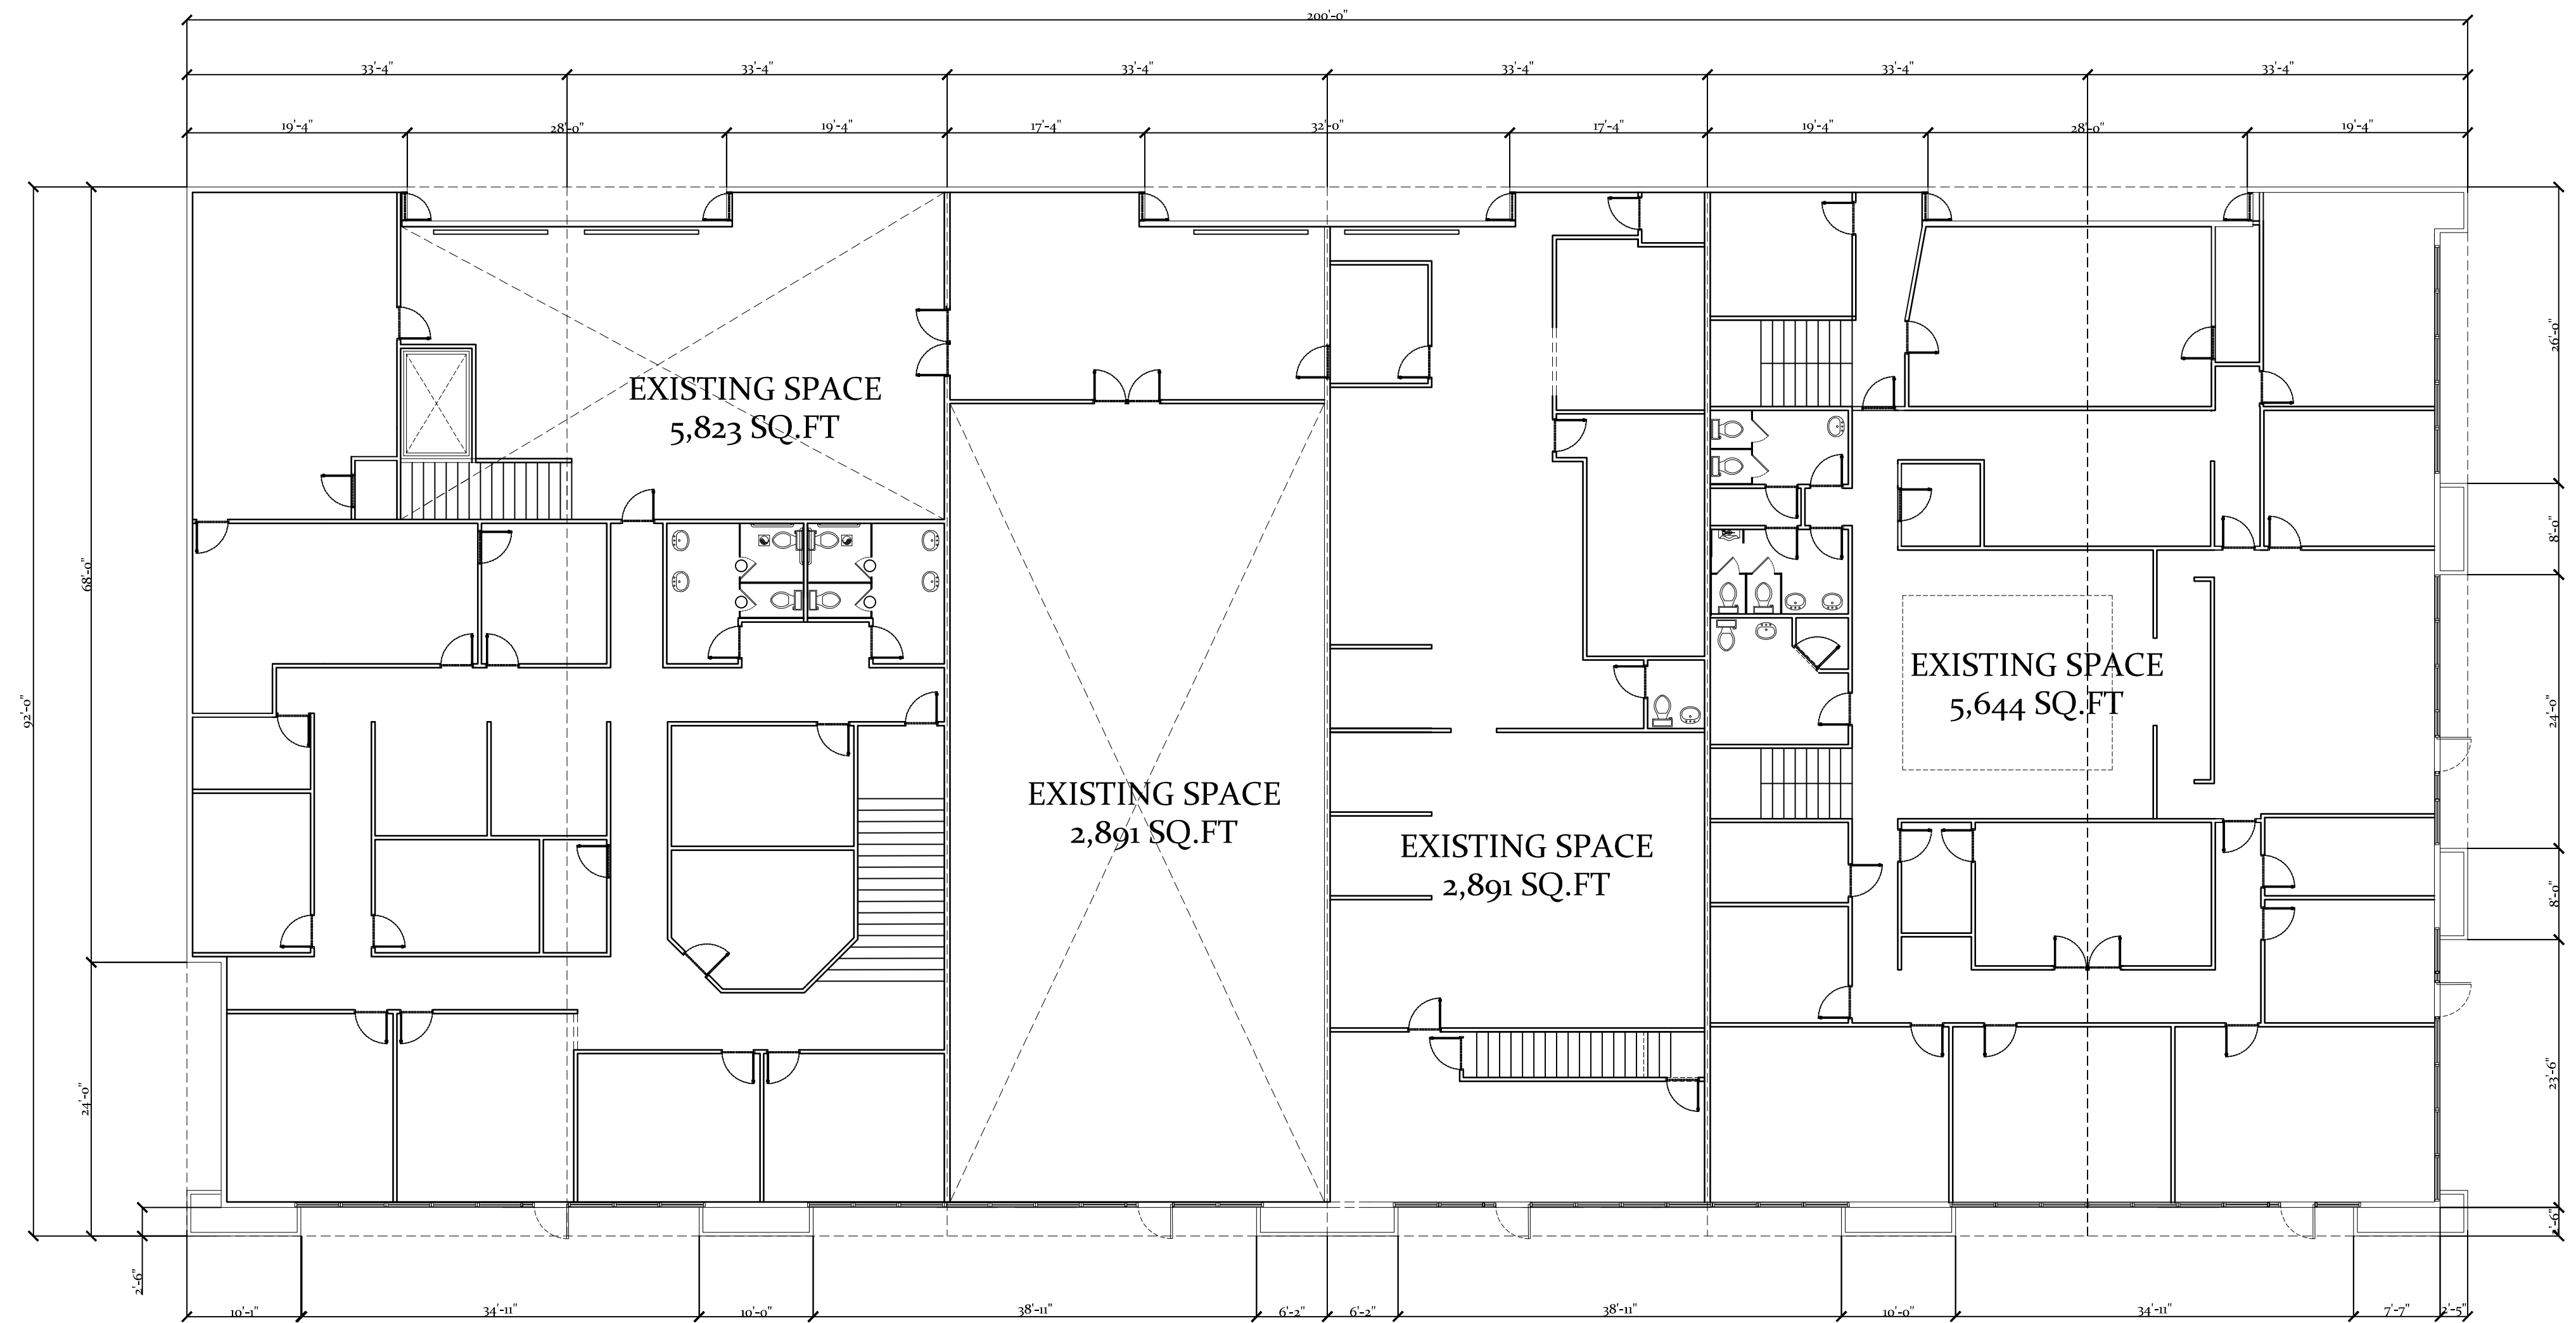 200'-0"
33'-4" 33'-4" 33'-4" 33'-4" 33'-4" 33'-4"
19'-4" 28'-0" 19'-4" 17'-4" 32'-0" 17'-4" 19'-4" 28'-0" 19'-4"
92'-0"
68'-0"
24'-0"
2'-6"
EXISTING SPACE
5,823 SQ.FT
EXISTING SPACE
2,891 SQ.FT
EXISTING SPACE
2,891 SQ.FT
EXISTING SPACE
5,644 SQ.FT
26'-0"
8'-0"
24'-0"
8'-0"
23'-6"
2'-6"
10'-1" 34'-11" 10'-0" 38'-11" 6'-2" 6'-2" 38'-11" 10'-0" 34'-11" 7'-7" 2'-5"